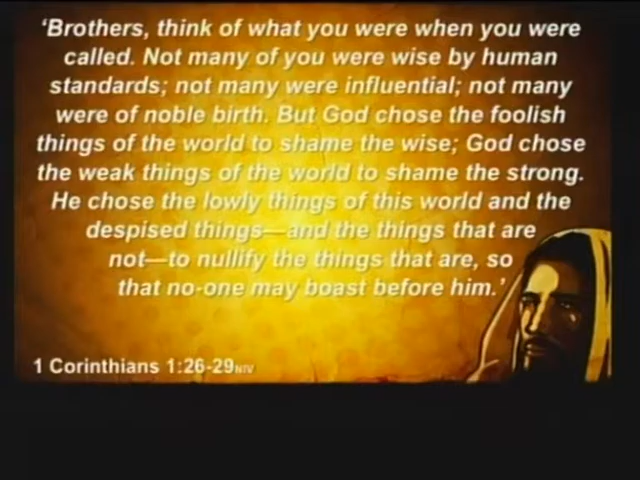 ‘Brothers, think of what you were when you were
called. Not many of you were wise by human
standards; not many were influential; not many
were of noble birth. But God chose the foolish
things of the world to shame the wise; God chose
the weak things of the world to shame the strong.
He chose the lowly things of this world and the
despised things—and the things that are
not—to nullify the things that are, so
that no-one may boast before him.’
1 Corinthians 1:26-29NIV